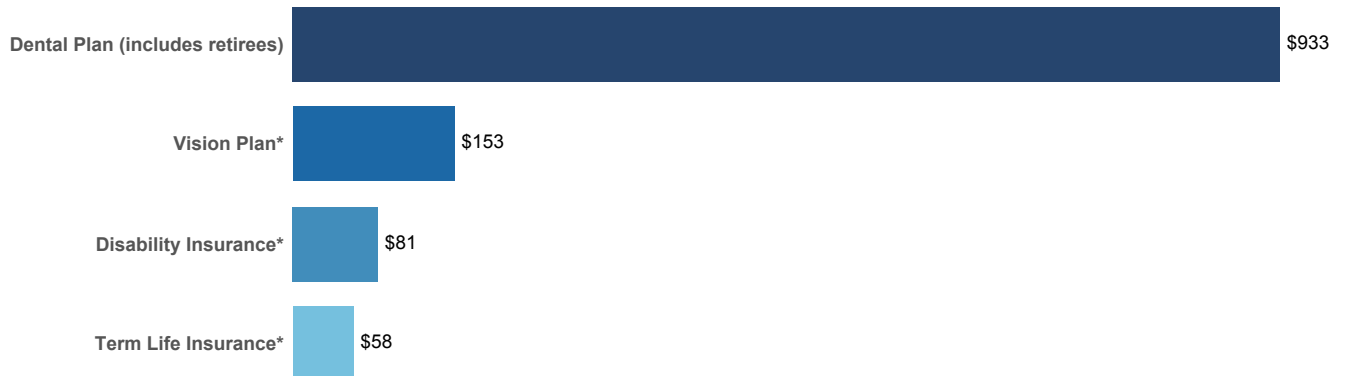 Dental Plan (includes retirees) $933
Vision Plan* $153
Disability Insurance* $81
Term Life Insurance* $58